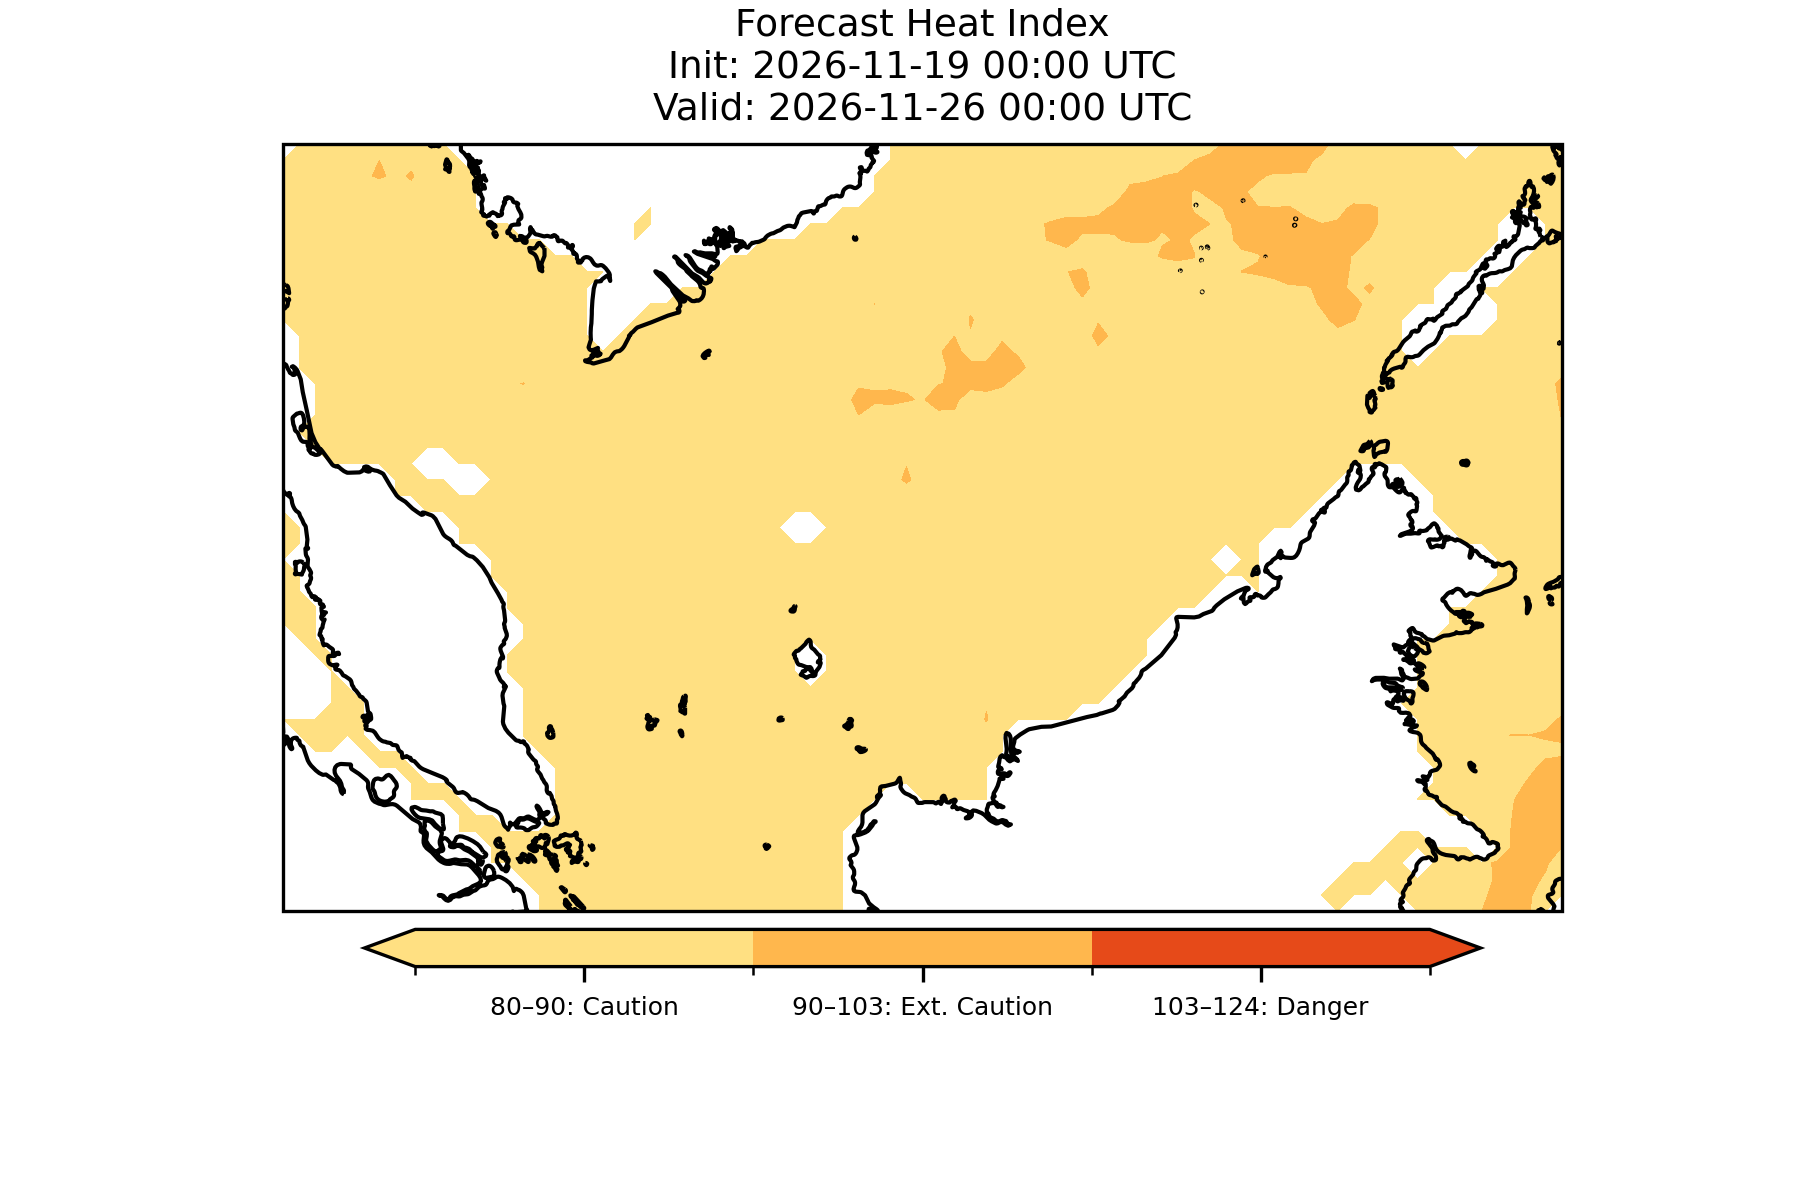 Forecast Heat Index
Init: 2026-11-19 00:00 UTC
Valid: 2026-11-26 00:00 UTC
80–90: Caution
90–103: Ext. Caution
103–124: Danger